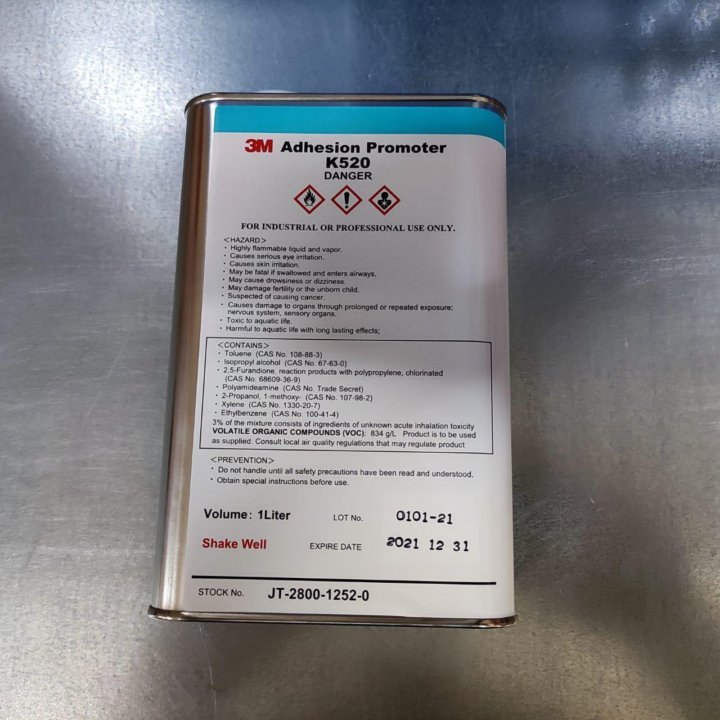 3M Adhesion Promoter
K520
DANGER
FOR INDUSTRIAL OR PROFESSIONAL USE ONLY.
<HAZARD>
・Highly flammable liquid and vapor.
・Causes serious eye irritation.
・Causes skin irritation.
・May be fatal if swallowed and enters airways.
・May cause drowsiness or dizziness.
・May damage fertility or the unborn child.
・Suspected of causing cancer.
・Causes damage to organs through prolonged or repeated exposure:
nervous system, sensory organs.
・Toxic to aquatic life.
・Harmful to aquatic life with long lasting effects;
<CONTAINS>
・Toluene (CAS No. 108-88-3)
・Isopropyl alcohol (CAS No. 67-63-0)
・2,5-Furandione, reaction products with polypropylene, chlorinated
(CAS No. 68609-36-9)
・Polyamideamine (CAS No. Trade Secret)
・2-Propanol, 1-methoxy- (CAS No. 107-98-2)
・Xylene (CAS No. 1330-20-7)
・Ethylbenzene (CAS No. 100-41-4)
3% of the mixture consists of ingredients of unknown acute inhalation toxicity
VOLATILE ORGANIC COMPOUNDS (VOC): 834 g/L Product is to be used
as supplied. Consult local air quality regulations that may regulate product
<PREVENTION>
・Do not handle until all safety precautions have been read and understood.
・Obtain special instructions before use.
Volume: 1Liter LOT No. 0101-21
Shake Well EXPIRE DATE 2021 12 31
STOCK No. JT-2800-1252-0